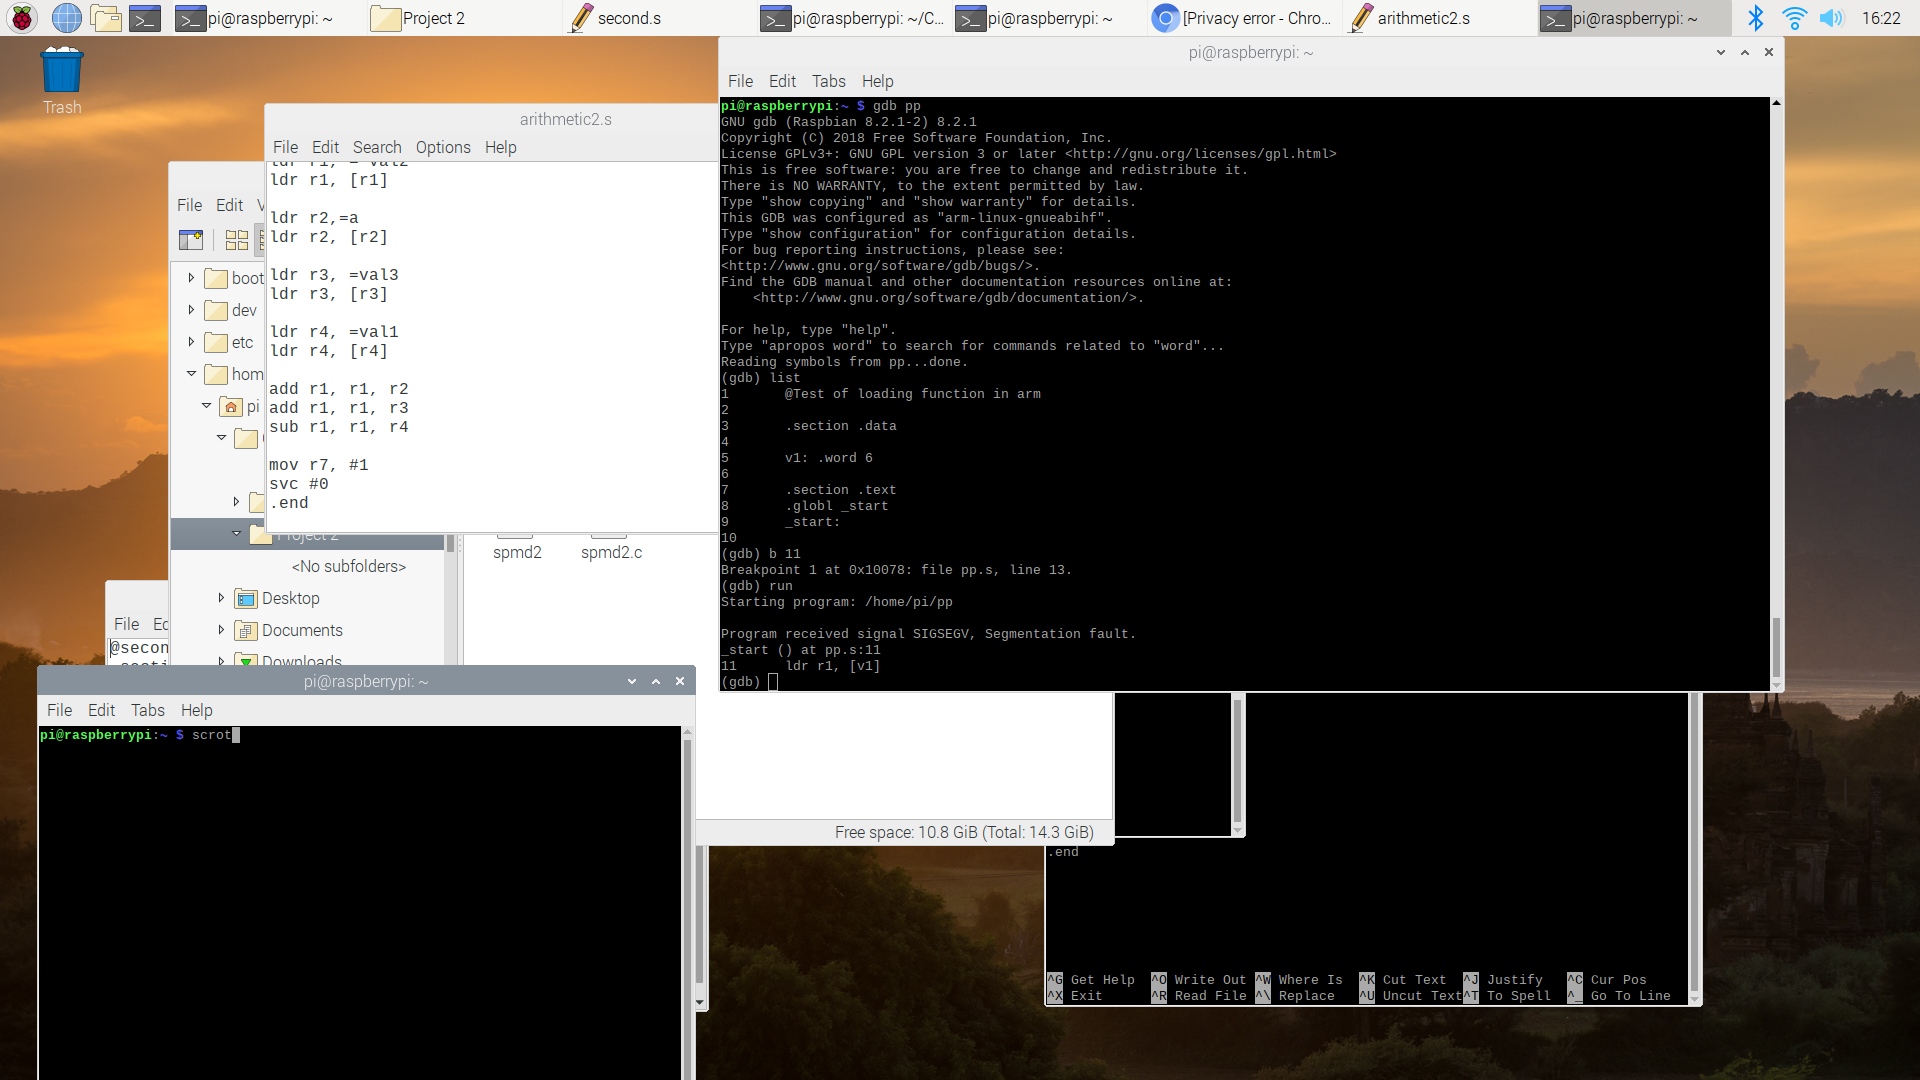 pi@raspberrypi: ~
Project 2
second.s
pi@raspberrypi: ~/C...
pi@raspberrypi: ~
[Privacy error - Chro...
arithmetic2.s
pi@raspberrypi: ~
16:22
Trash
arithmetic2.s
File Edit Search Options Help
ldr r1, = val2
ldr r1, [r1]
ldr r2,=a
ldr r2, [r2]
ldr r3, =val3
ldr r3, [r3]
ldr r4, =val1
ldr r4, [r4]
add r1, r1, r2
add r1, r1, r3
sub r1, r1, r4
mov r7, #1
svc #0
.end
File Edit V
boot
dev
etc
hom
pi
Project 2
<No subfolders>
Desktop
Documents
Downloads
spmd2
spmd2.c
Free space: 10.8 GiB (Total: 14.3 GiB)
File Ed
@secon
pi@raspberrypi: ~
File Edit Tabs Help
pi@raspberrypi:~ $ scrot
pi@raspberrypi: ~
File Edit Tabs Help
pi@raspberrypi:~ $ gdb pp
GNU gdb (Raspbian 8.2.1-2) 8.2.1
Copyright (C) 2018 Free Software Foundation, Inc.
License GPLv3+: GNU GPL version 3 or later <http://gnu.org/licenses/gpl.html>
This is free software: you are free to change and redistribute it.
There is NO WARRANTY, to the extent permitted by law.
Type "show copying" and "show warranty" for details.
This GDB was configured as "arm-linux-gnueabihf".
Type "show configuration" for configuration details.
For bug reporting instructions, please see:
<http://www.gnu.org/software/gdb/bugs/>.
Find the GDB manual and other documentation resources online at:
    <http://www.gnu.org/software/gdb/documentation/>.
For help, type "help".
Type "apropos word" to search for commands related to "word"...
Reading symbols from pp...done.
(gdb) list
1       @Test of loading function in arm
2
3       .section .data
4
5       v1: .word 6
6
7       .section .text
8       .globl _start
9       _start:
10
(gdb) b 11
Breakpoint 1 at 0x10078: file pp.s, line 13.
(gdb) run
Starting program: /home/pi/pp
Program received signal SIGSEGV, Segmentation fault.
_start () at pp.s:11
11      ldr r1, [v1]
(gdb)
.end
^G Get Help ^O Write Out ^W Where Is ^K Cut Text ^J Justify ^C Cur Pos
^X Exit ^R Read File ^\ Replace ^U Uncut Text ^T To Spell ^_ Go To Line